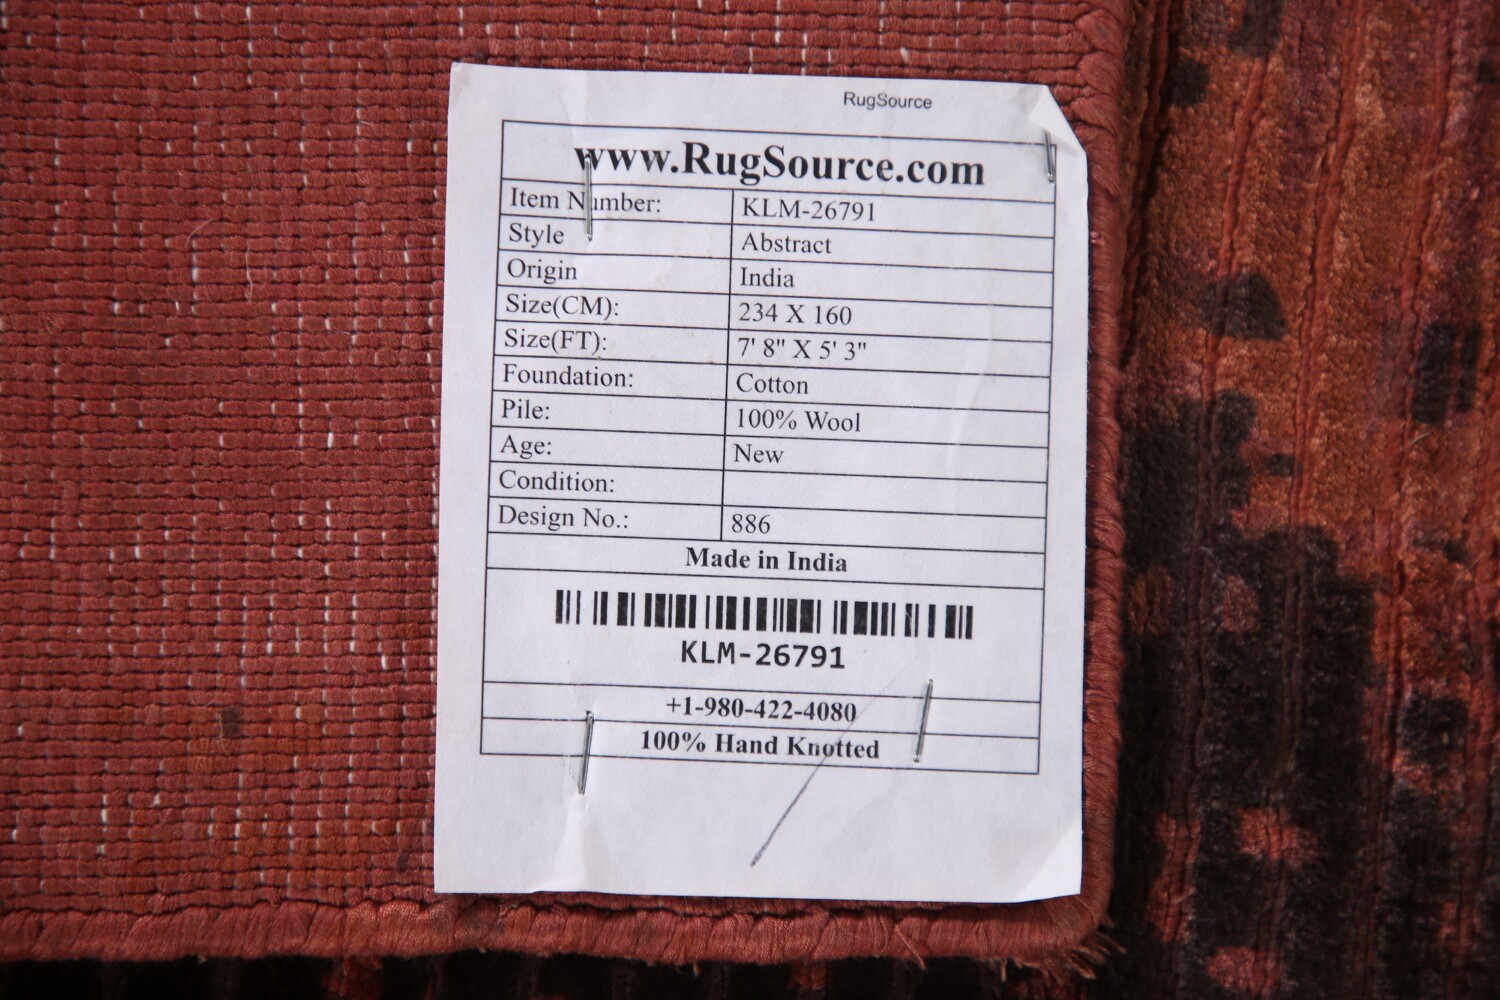 RugSource
www.RugSource.com
Item Number: KLM-26791
Style Abstract
Origin India
Size(CM): 234 X 160
Size(FT): 7' 8" X 5' 3"
Foundation: Cotton
Pile: 100% Wool
Age: New
Condition:
Design No.: 886
Made in India
KLM-26791
+1-980-422-4080
100% Hand Knotted